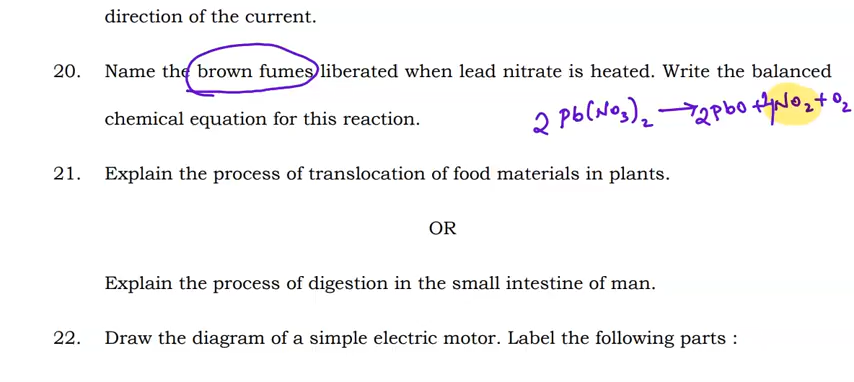 direction of the current.
20. Name the brown fumes liberated when lead nitrate is heated. Write the balanced
chemical equation for this reaction.
2 Pb(NO₃)₂ → 2PbO + 4NO₂ + O₂
21. Explain the process of translocation of food materials in plants.
OR
Explain the process of digestion in the small intestine of man.
22. Draw the diagram of a simple electric motor. Label the following parts :